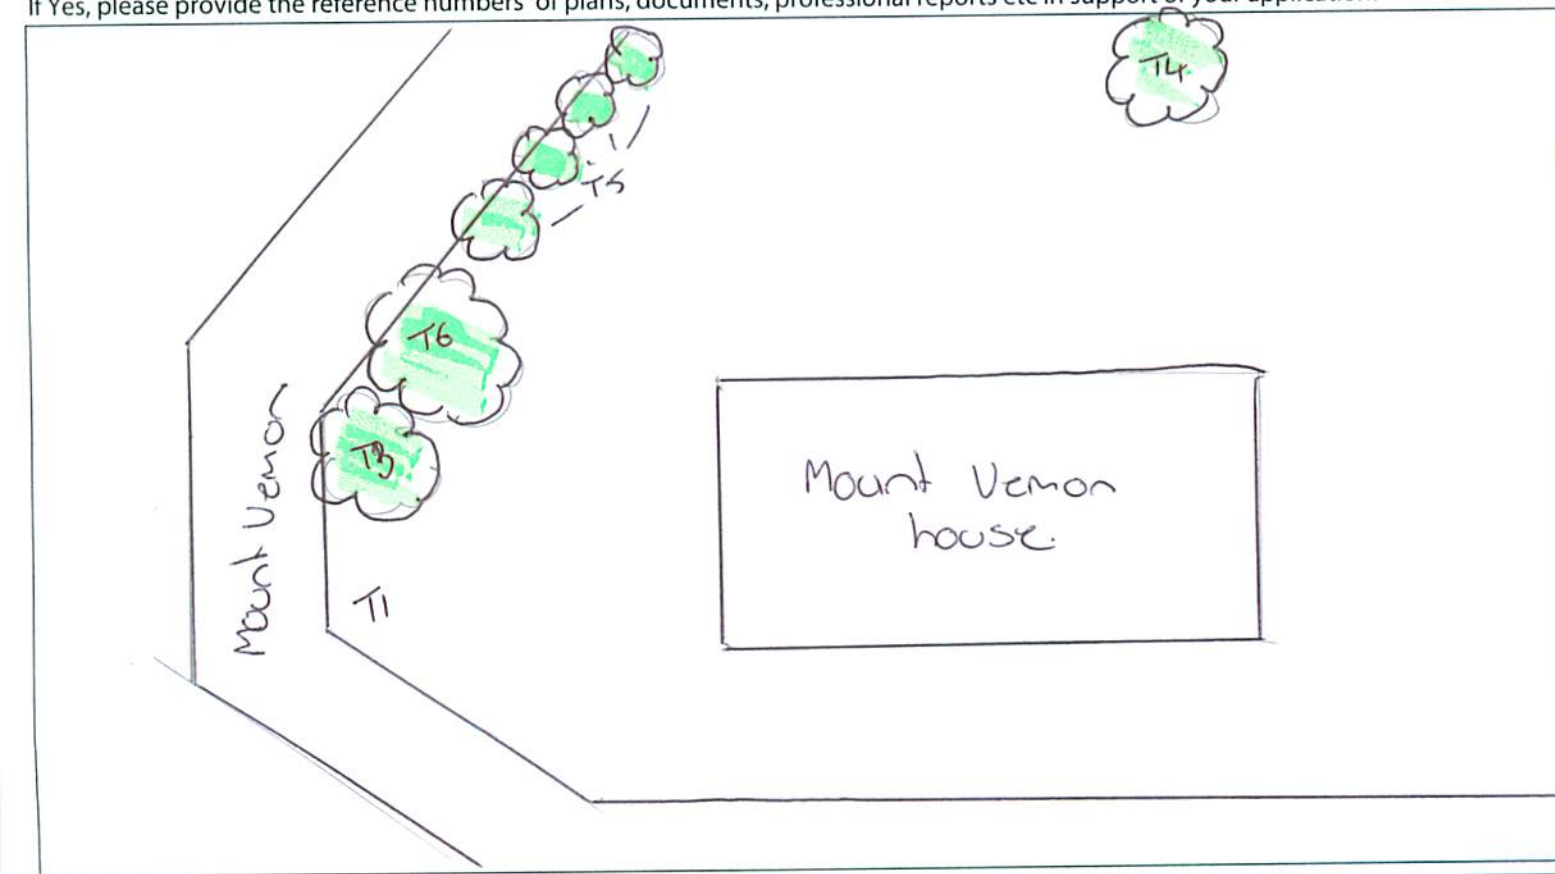 If Yes, please provide the reference numbers of plans, documents, professional reports etc in support of your application.
T4
T5
T6
T3
Mount Vernon
Mount Vernon
house.
T1